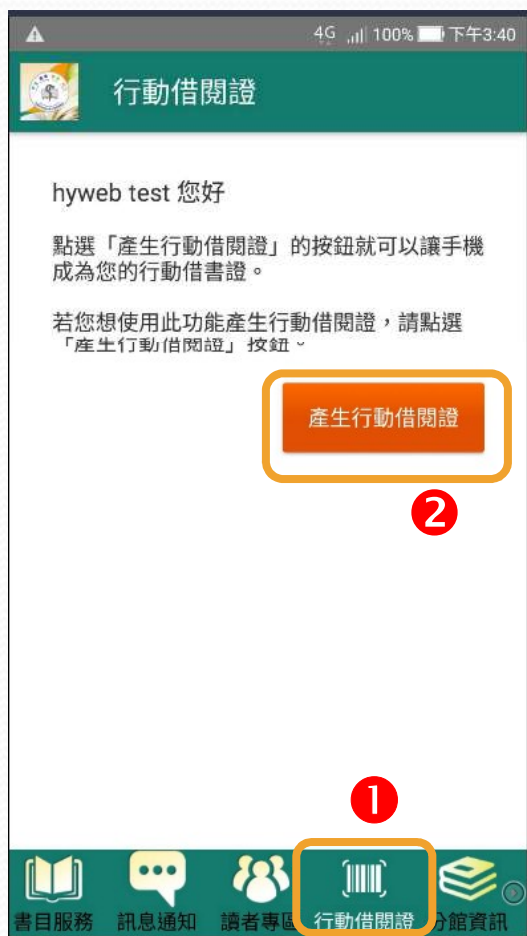 4G 100% 下午3:40
行動借閱證
hyweb test 您好
點選「產生行動借閱證」的按鈕就可以讓手機
成為您的行動借書證。
若您想使用此功能產生行動借閱證，請點選
「產生行動借閱證」按鈕。
產生行動借閱證
2
1
書目服務 訊息通知 讀者專區 行動借閱證 分館資訊